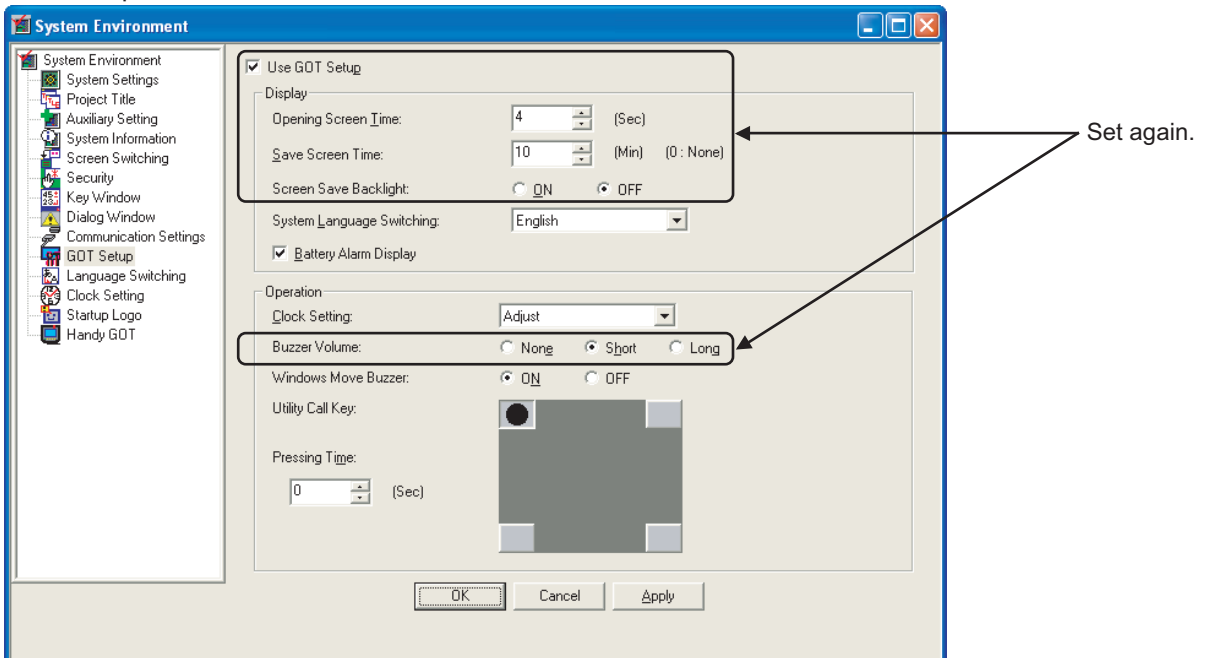 System Environment
System Environment
System Settings
Project Title
Auxiliary Setting
System Information
Screen Switching
Security
Key Window
Dialog Window
Communication Settings
GOT Setup
Language Switching
Clock Setting
Startup Logo
Handy GOT
Use GOT Setup
Display
Opening Screen Time: 4 (Sec)
Save Screen Time: 10 (Min) (0 : None)
Screen Save Backlight: ON OFF
System Language Switching: English
Battery Alarm Display
Operation
Clock Setting: Adjust
Buzzer Volume: None Short Long
Windows Move Buzzer: ON OFF
Utility Call Key:
Pressing Time:
0 (Sec)
OK Cancel Apply
Set again.